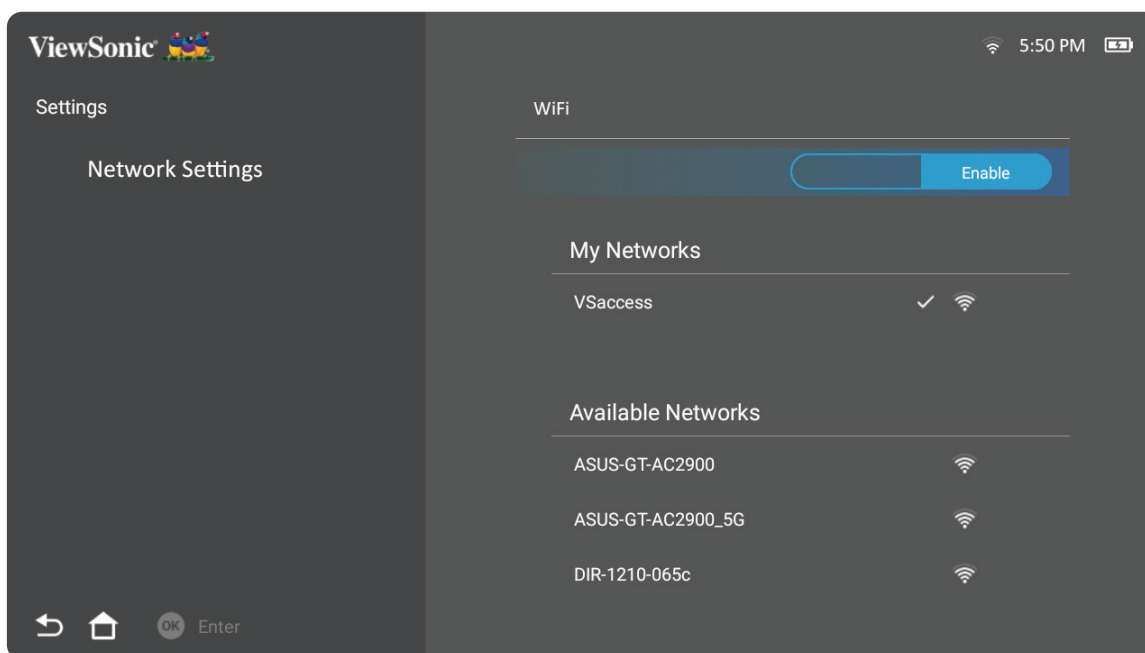 ViewSonic®
5:50 PM
Settings
Network Settings
WiFi
Enable
My Networks
VSaccess
Available Networks
ASUS-GT-AC2900
ASUS-GT-AC2900_5G
DIR-1210-065c
OK Enter